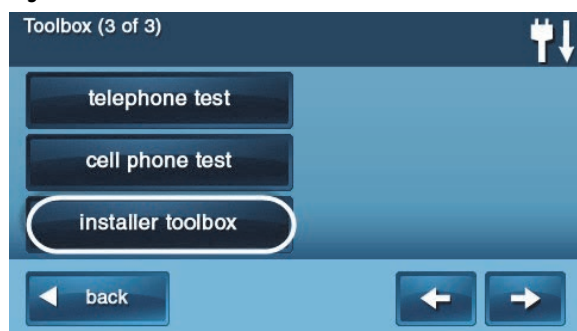 Toolbox (3 of 3)
telephone test
cell phone test
installer toolbox
back